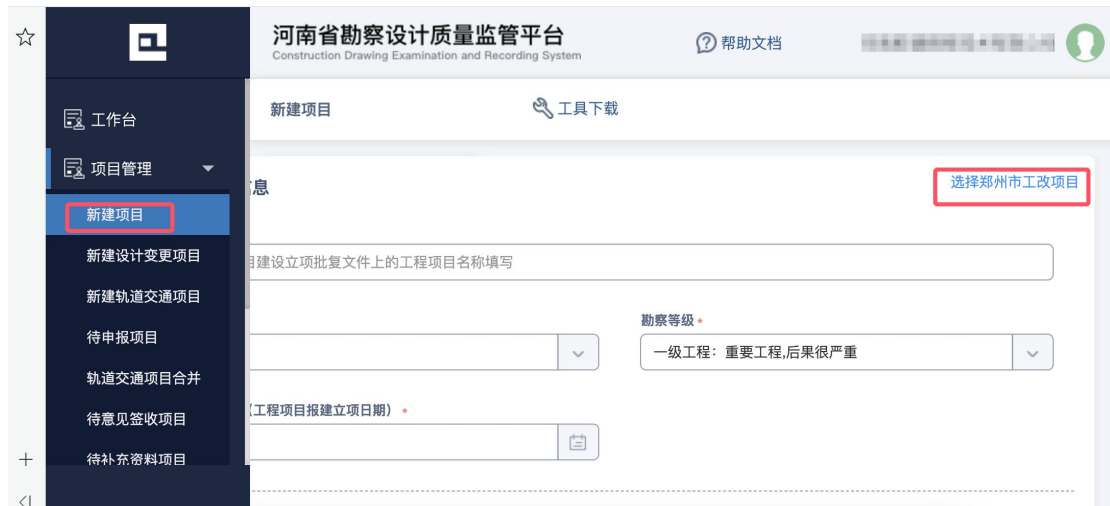 河南省勘察设计质量监管平台
Construction Drawing Examination and Recording System
帮助文档
工作台
新建项目
工具下载
项目管理
息
选择郑州市工改项目
新建项目
新建设计变更项目
建设立项批复文件上的工程项目名称填写
新建轨道交通项目
勘察等级 *
待申报项目
一级工程：重要工程,后果很严重
轨道交通项目合并
（工程项目报建立项日期） *
待意见签收项目
待补充资料项目